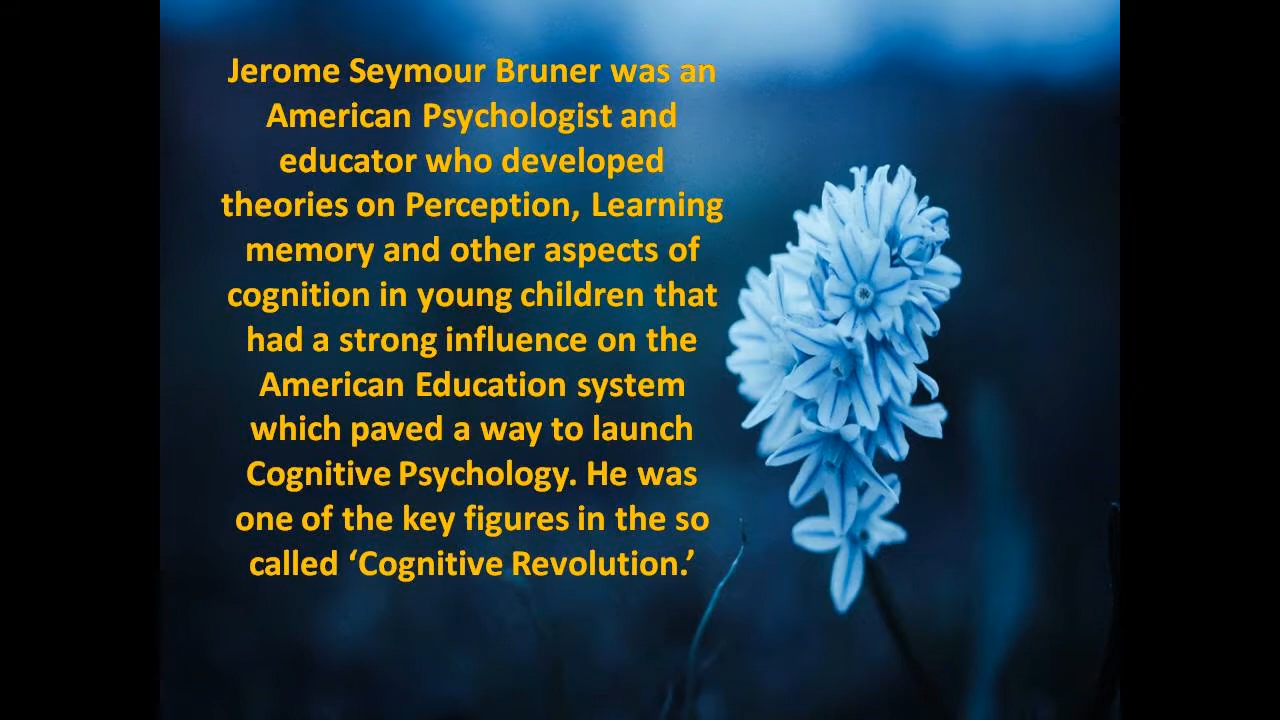 Jerome Seymour Bruner was an
American Psychologist and
educator who developed
theories on Perception, Learning
memory and other aspects of
cognition in young children that
had a strong influence on the
American Education system
which paved a way to launch
Cognitive Psychology. He was
one of the key figures in the so
called ‘Cognitive Revolution.’